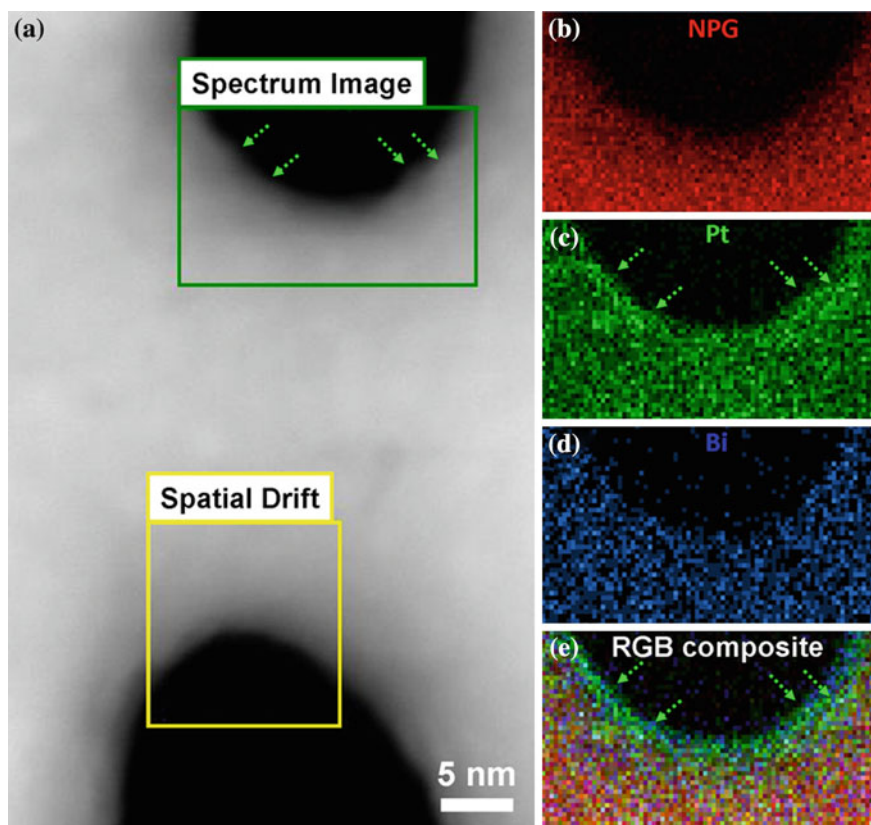 (a)
Spectrum Image
Spatial Drift
5 nm
(b)
NPG
(c)
Pt
(d)
Bi
(e)
RGB composite